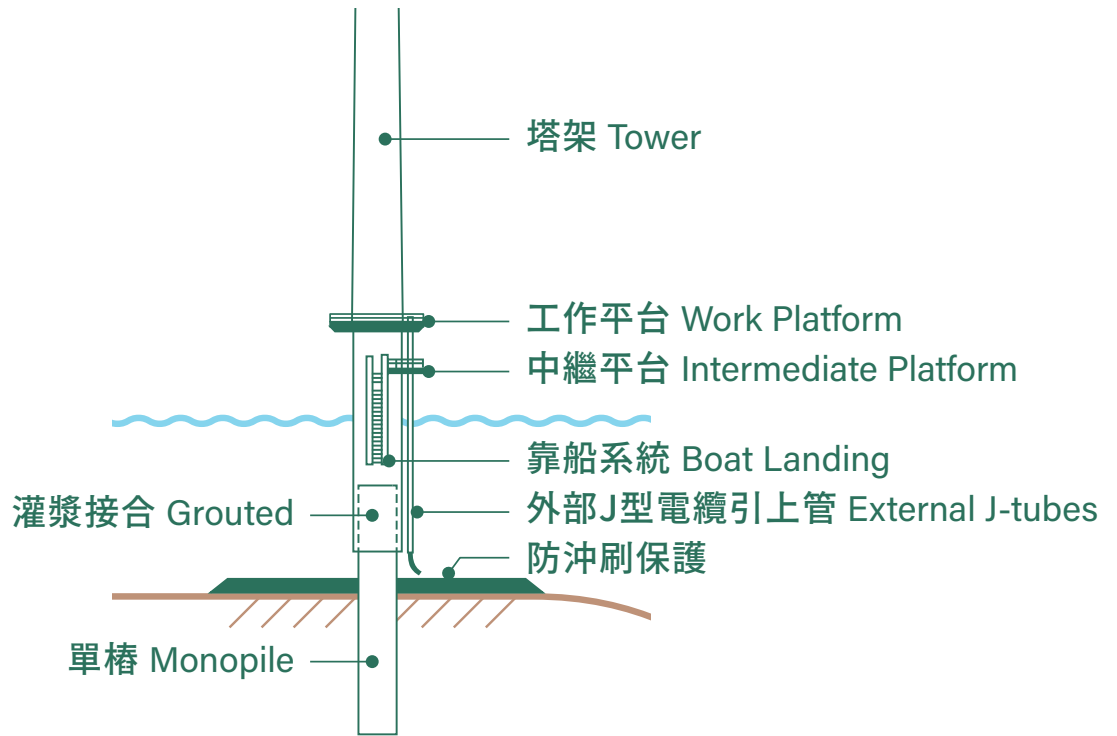 塔架 Tower
工作平台 Work Platform
中繼平台 Intermediate Platform
靠船系統 Boat Landing
灌漿接合 Grouted
外部J型電纜引上管 External J-tubes
防沖刷保護
單樁 Monopile